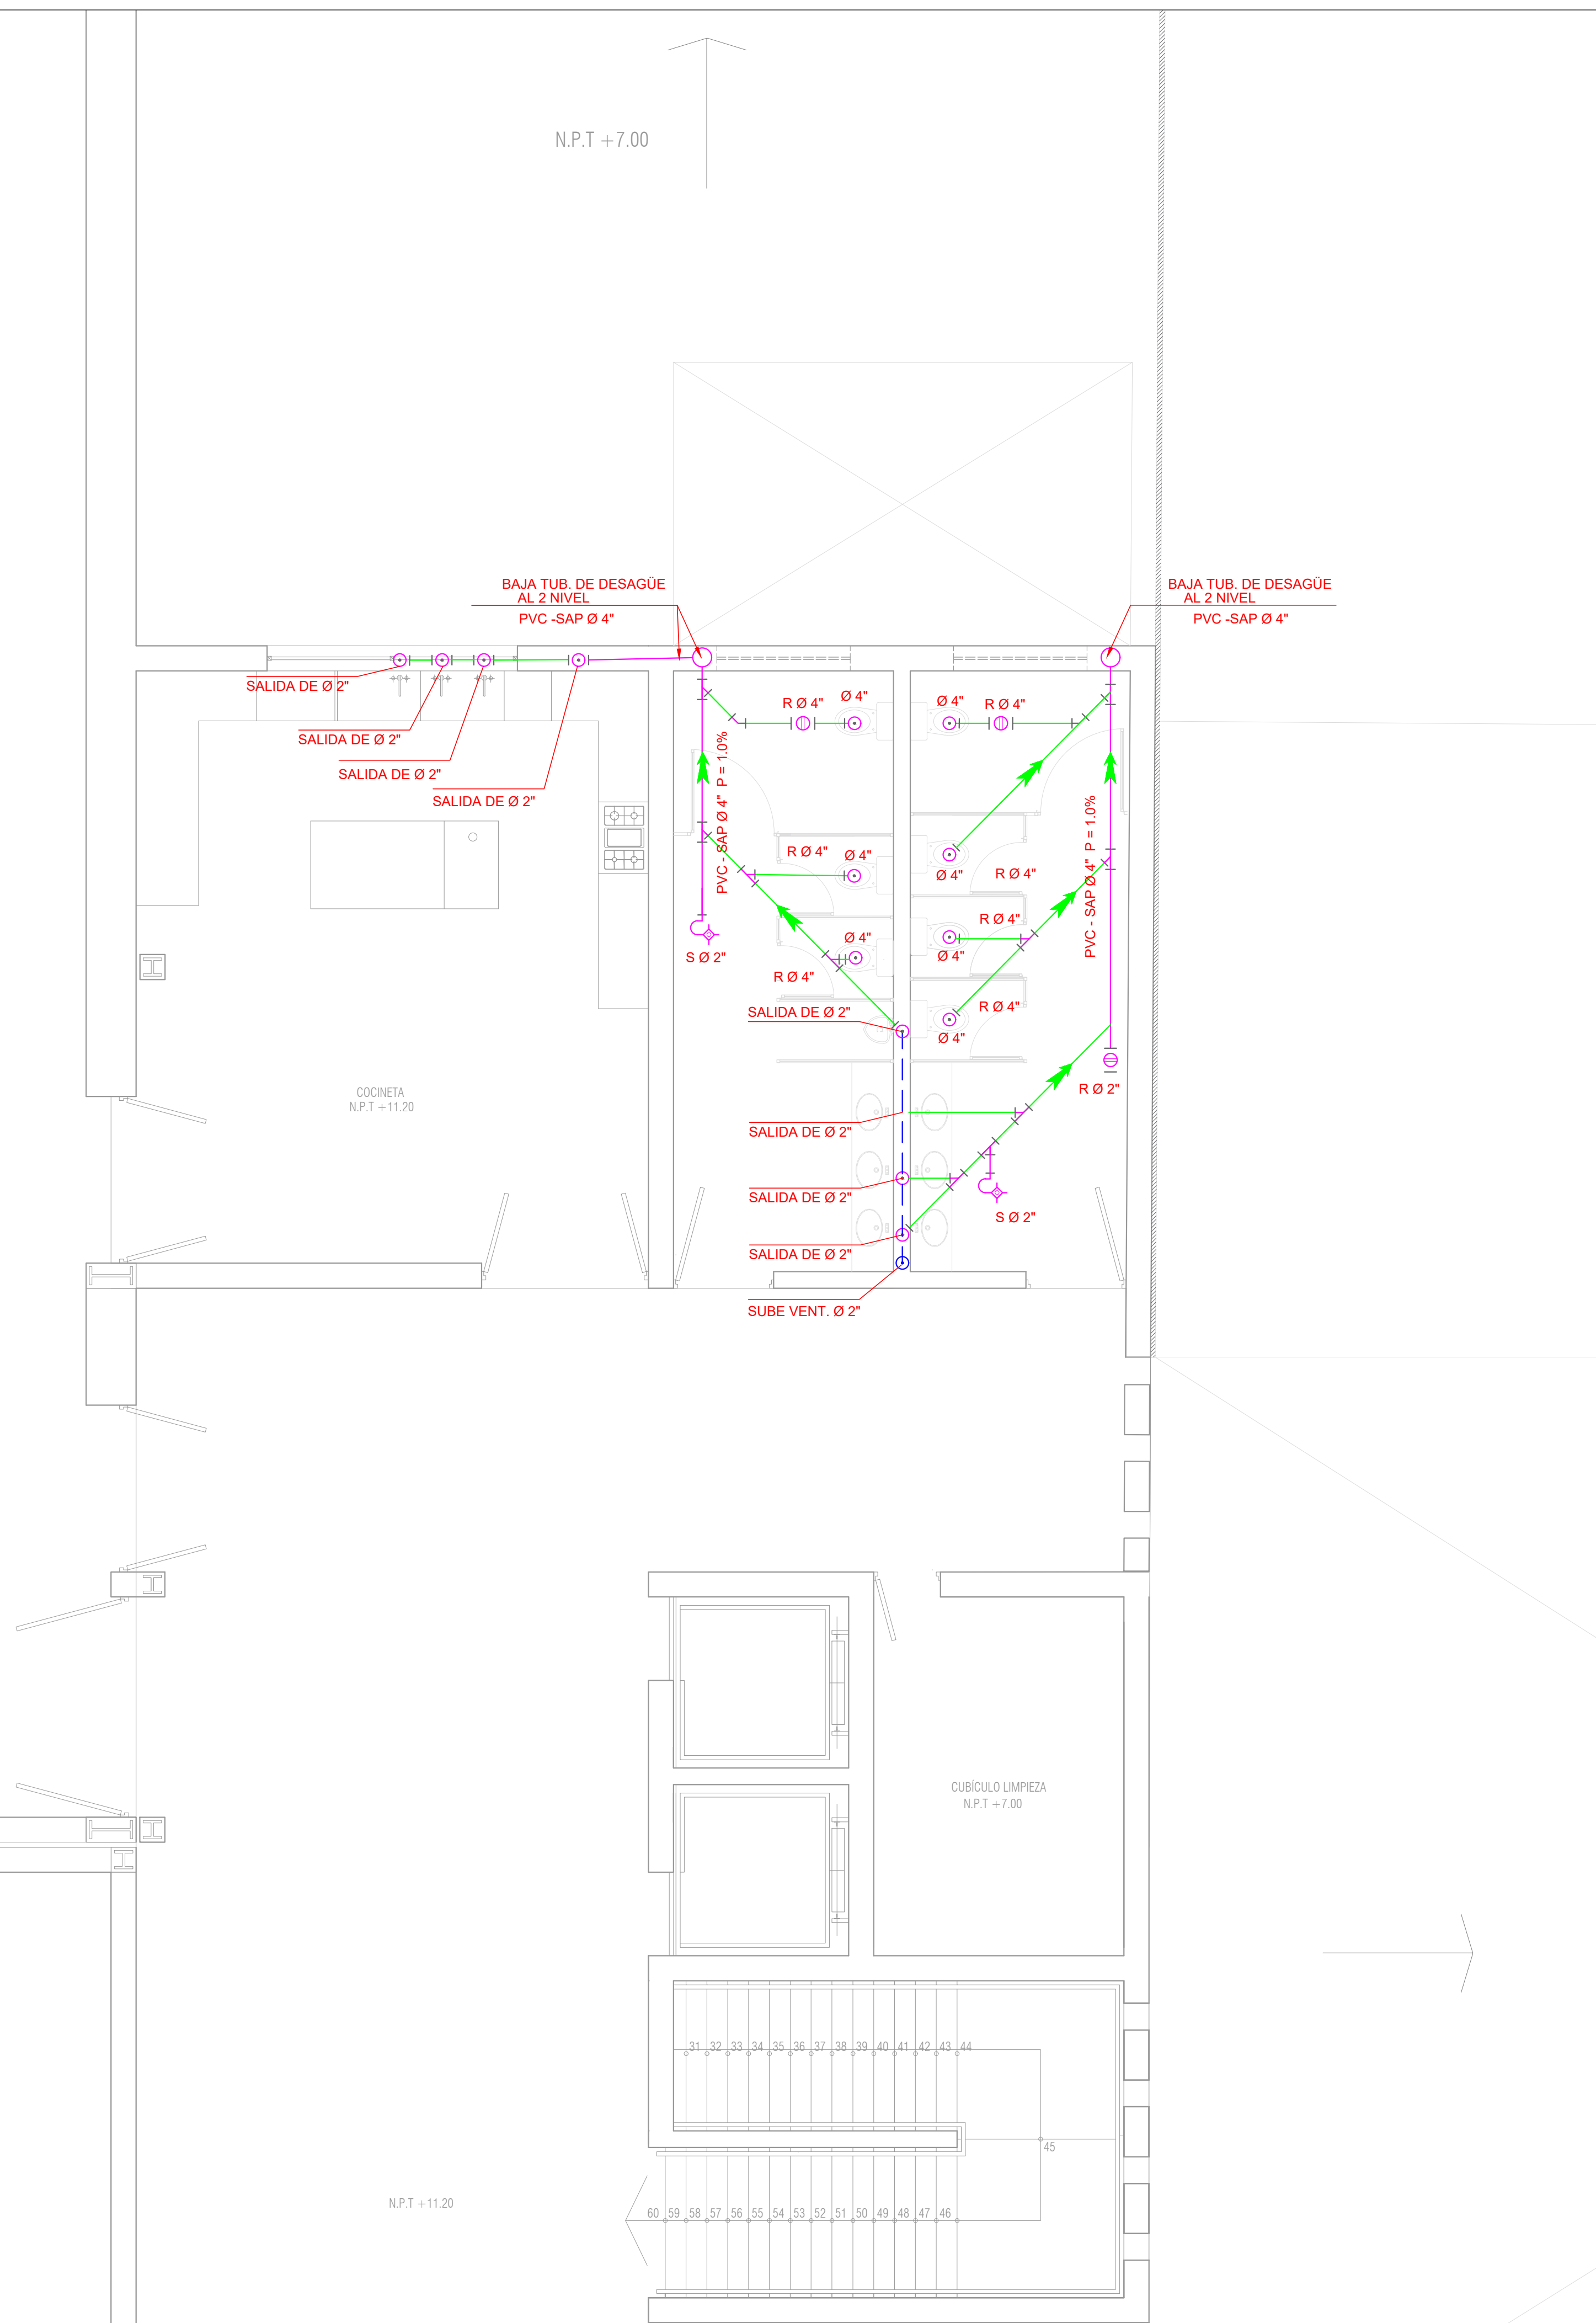 N.P.T +7.00
BAJA TUB. DE DESAGÜE
AL 2 NIVEL
PVC -SAP Ø 4"
BAJA TUB. DE DESAGÜE
AL 2 NIVEL
PVC -SAP Ø 4"
SALIDA DE Ø 2"
SALIDA DE Ø 2"
SALIDA DE Ø 2"
SALIDA DE Ø 2"
R Ø 4"
Ø 4"
Ø 4"
R Ø 4"
PVC - SAP Ø 4"  P = 1.0%
PVC - SAP Ø 4"  P = 1.0%
R Ø 4"
Ø 4"
Ø 4"
R Ø 4"
R Ø 4"
Ø 4"
Ø 4"
S Ø 2"
R Ø 4"
R Ø 4"
SALIDA DE Ø 2"
Ø 4"
R Ø 2"
COCINETA
N.P.T +11.20
SALIDA DE Ø 2"
SALIDA DE Ø 2"
S Ø 2"
SALIDA DE Ø 2"
SUBE VENT. Ø 2"
CUBÍCULO LIMPIEZA
N.P.T +7.00
31 32 33 34 35 36 37 38 39 40 41 42 43 44
45
N.P.T +11.20
60 59 58 57 56 55 54 53 52 51 50 49 48 47 46